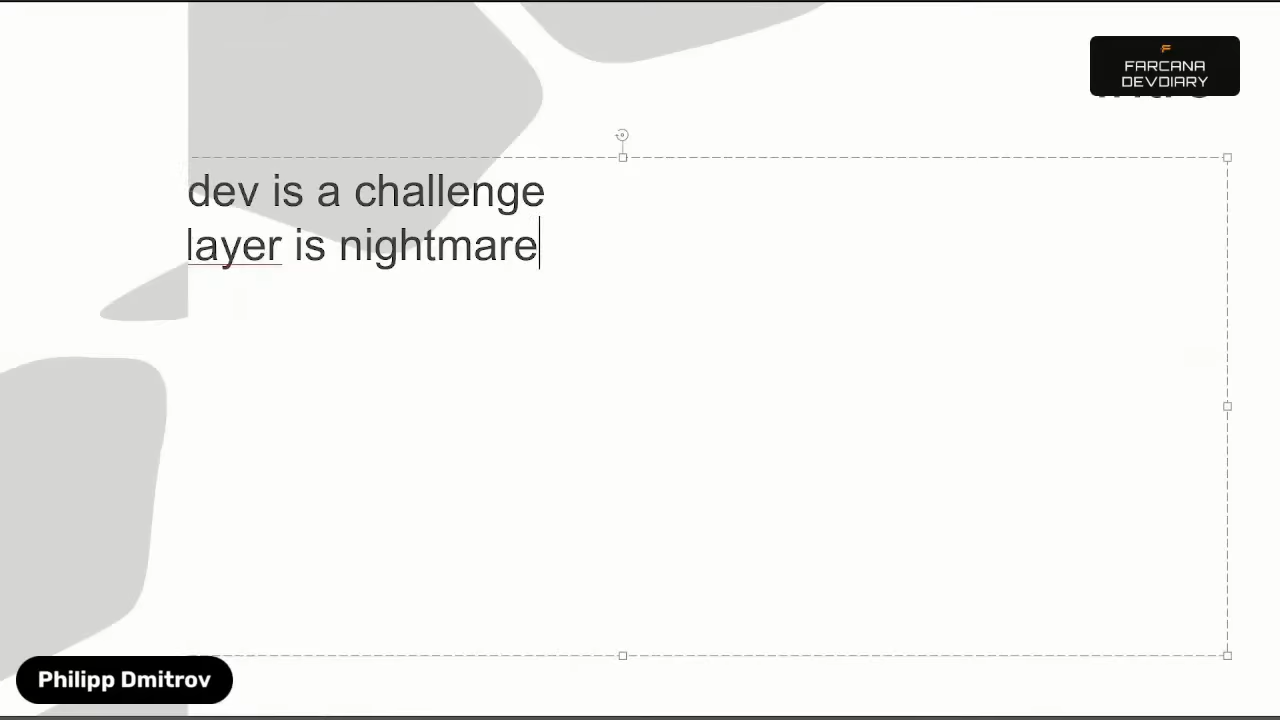 FARCANA
DEVDIARY
dev is a challenge
layer is nightmare
Philipp Dmitrov